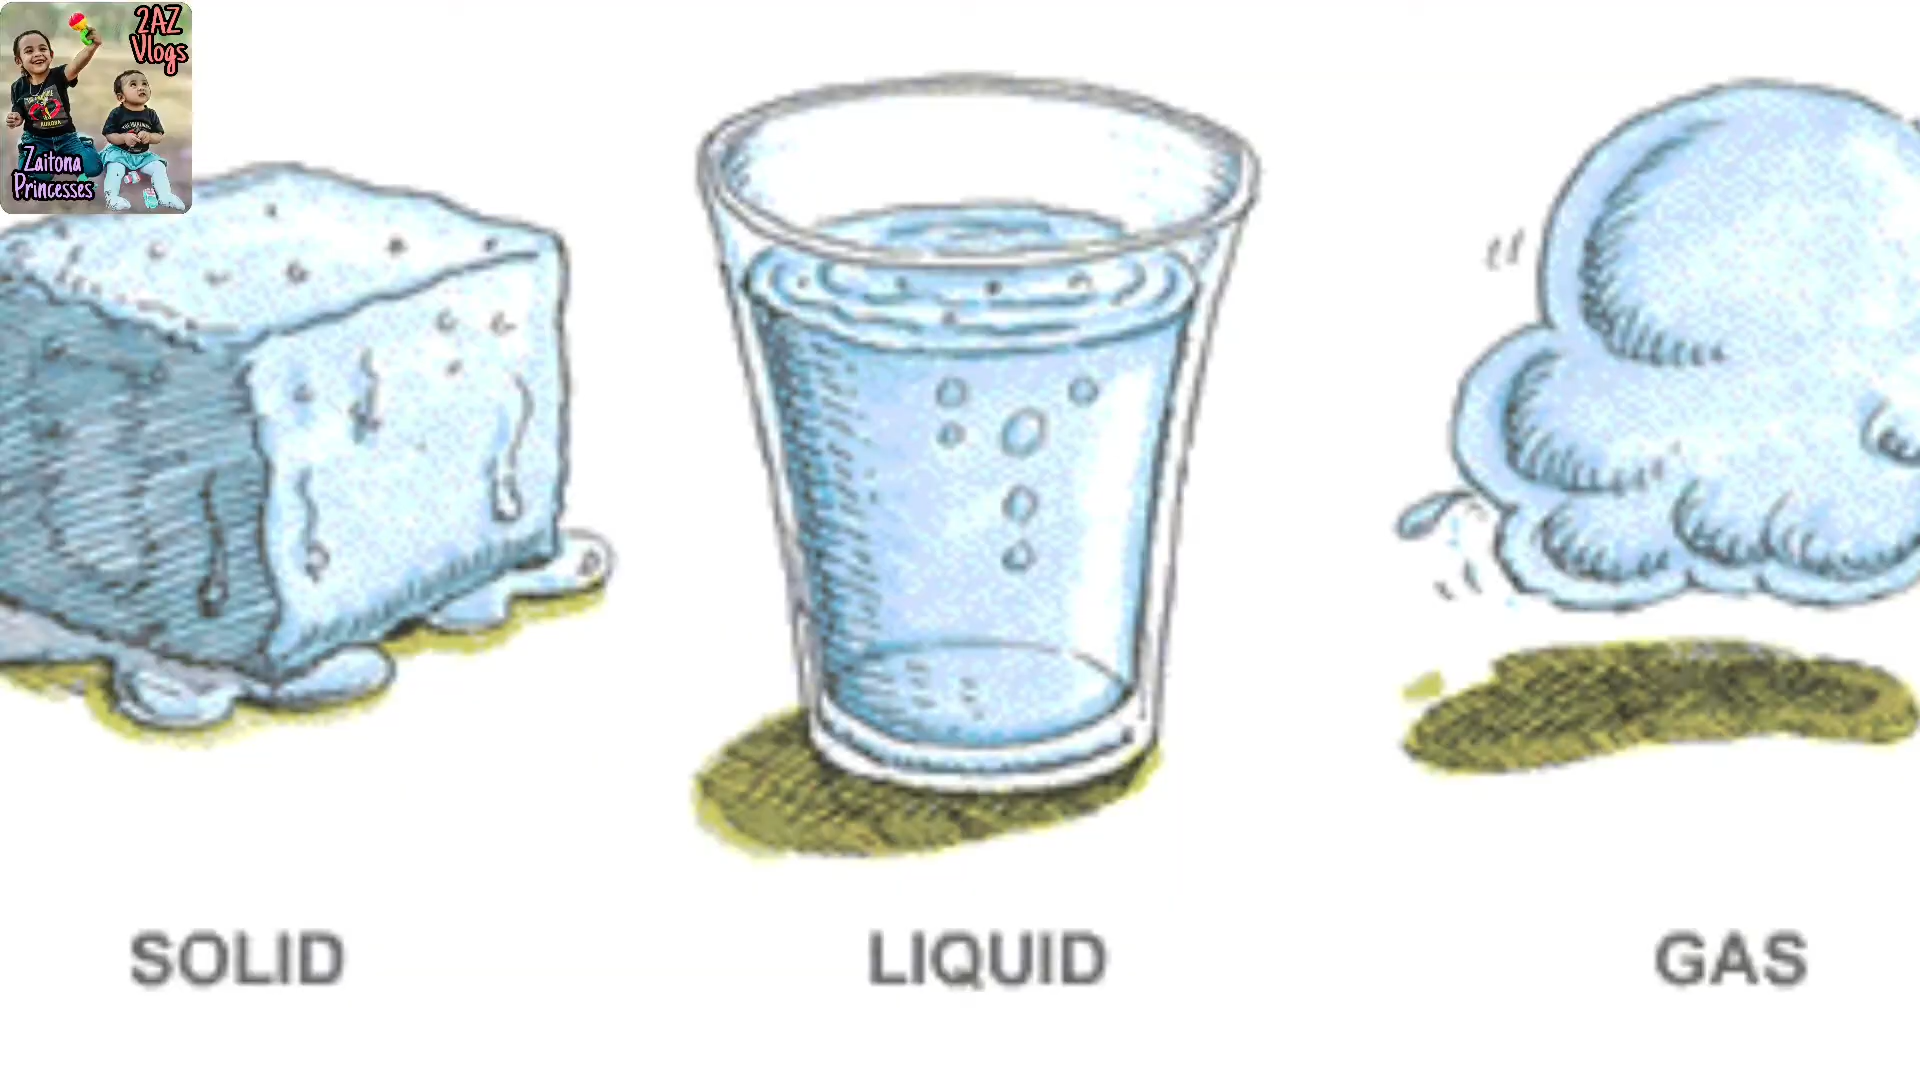 2AZ
Vlogs
Zaitona
Princesses
SOLID
LIQUID
GAS